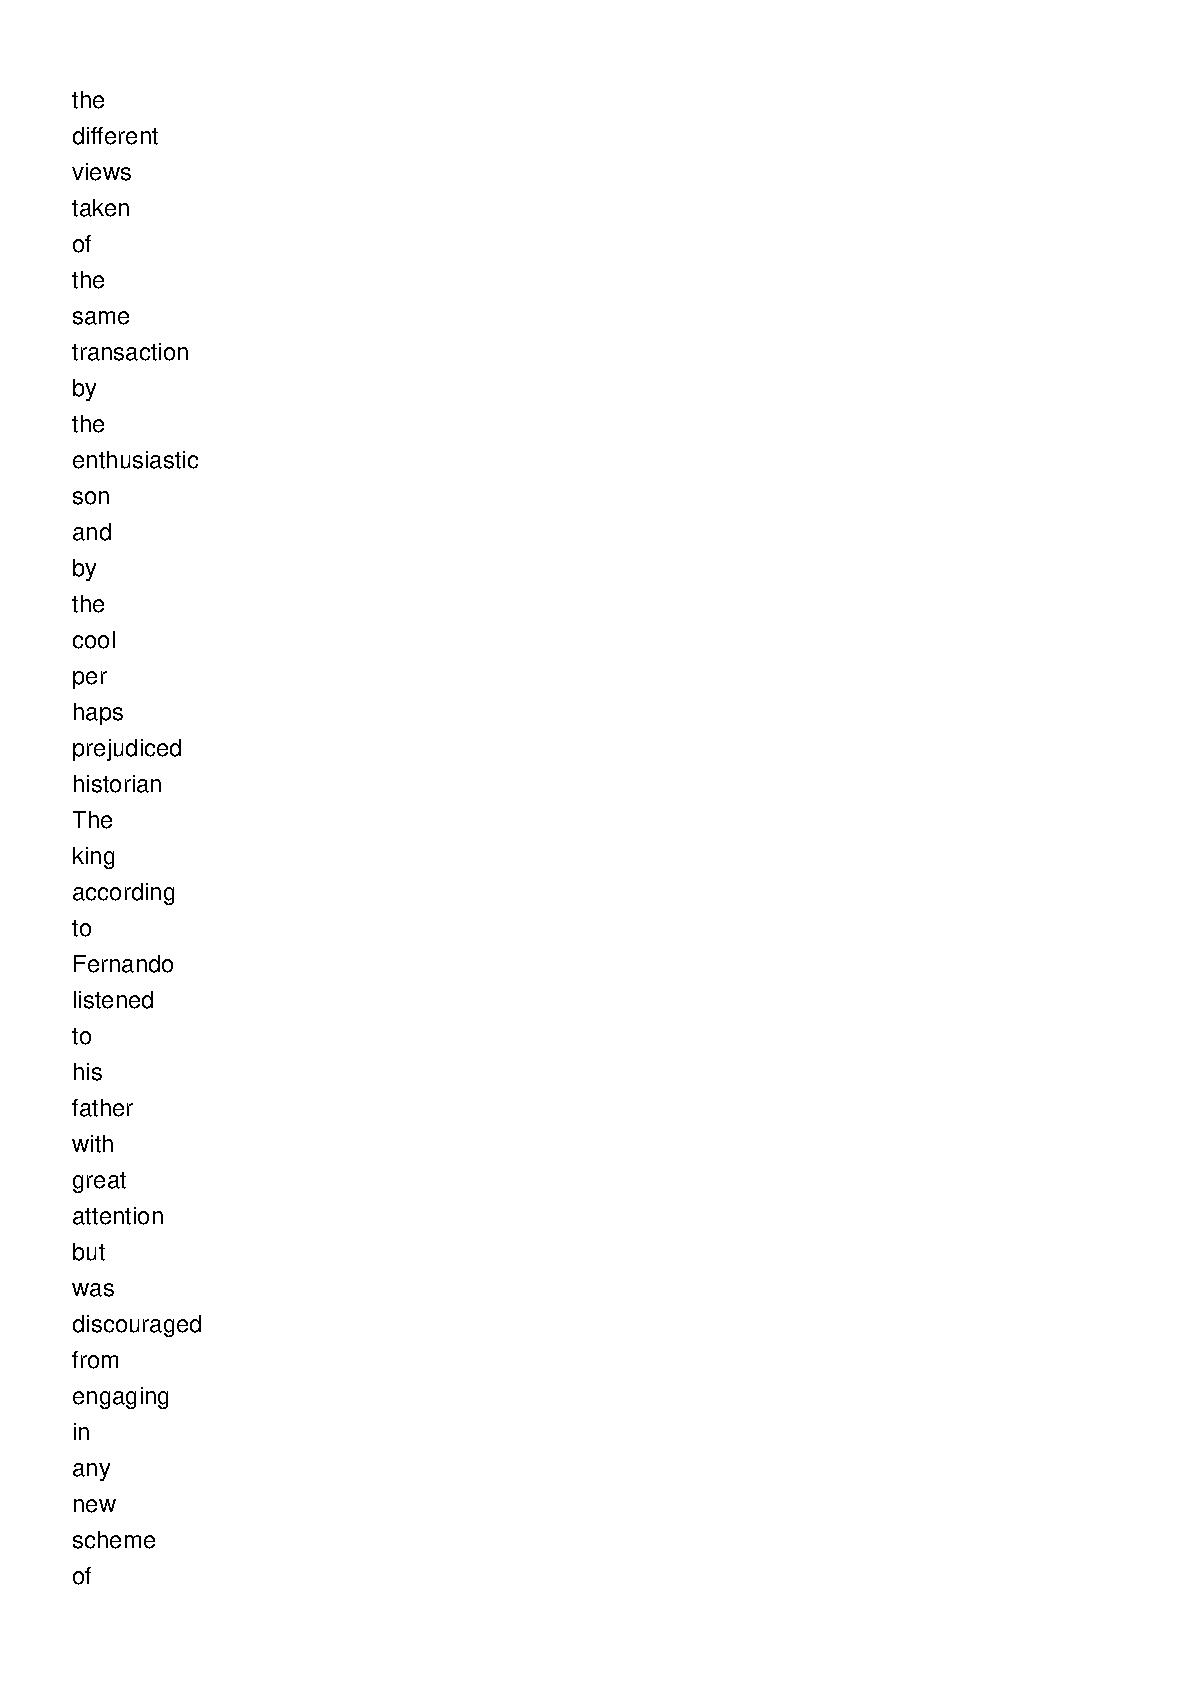 the
different
views
taken
of
the
same
transaction
by
the
enthusiastic
son
and
by
the
cool
per
haps
prejudiced
historian
The
king
according
to
Fernando
listened
to
his
father
with
great
attention
but
was
discouraged
from
engaging
in
any
new
scheme
of